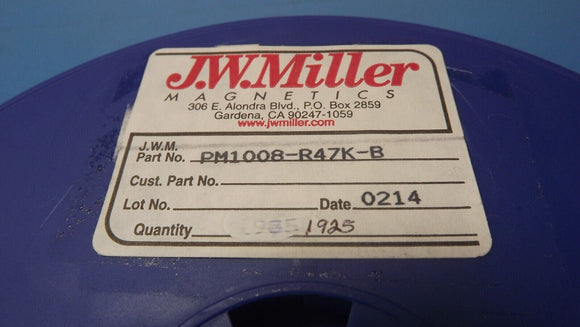 J.W.Miller
MAGNETICS
306 E. Alondra Blvd., P.O. Box 2859
Gardena, CA 90247-1059
www.jwmiller.com
J.W.M.
Part No. PM1008-R47K-B
Cust. Part No.
Lot No. Date 0214
Quantity 1925